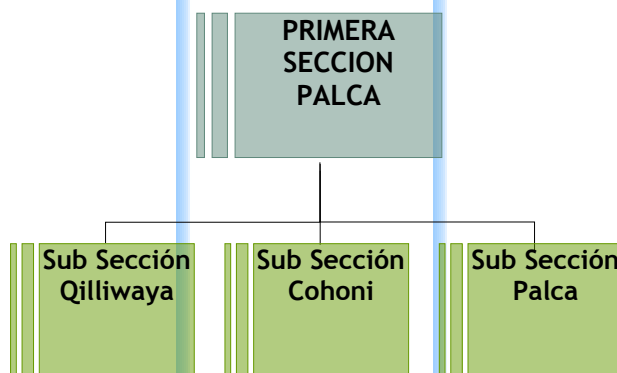 PRIMERA
SECCION
PALCA
Sub Sección
Qilliwaya
Sub Sección
Cohoni
Sub Sección
Palca